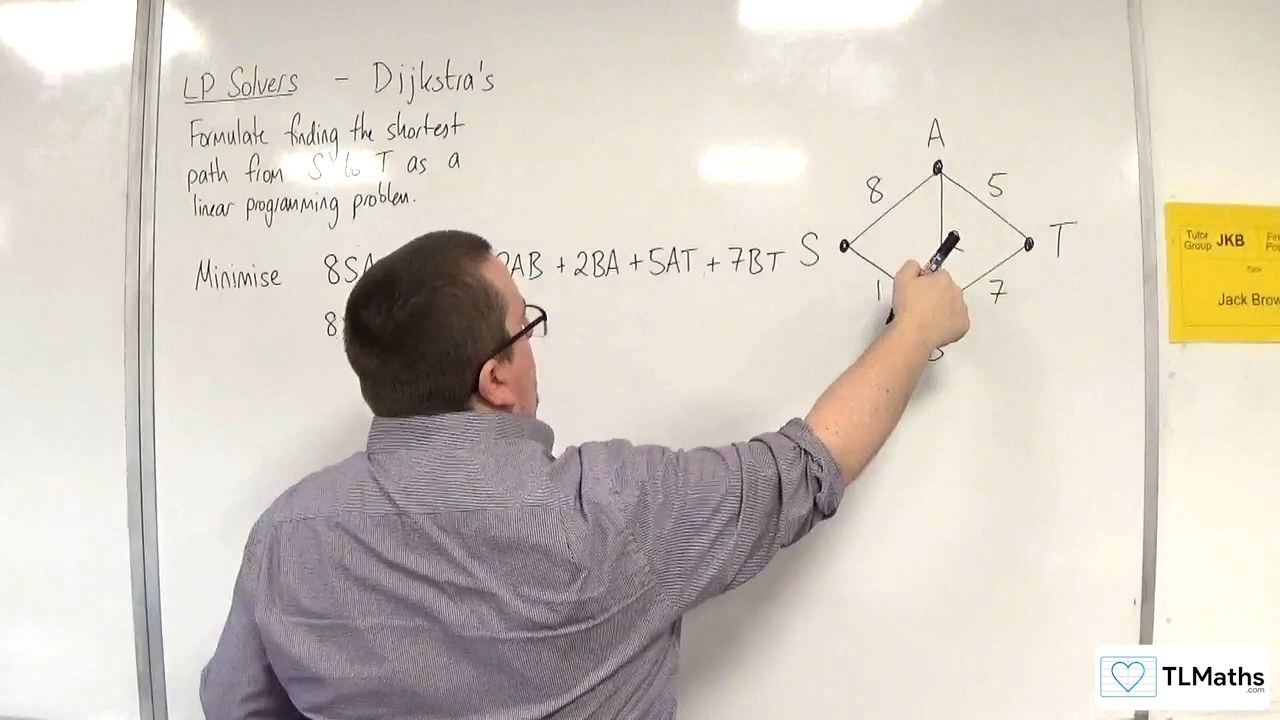 LP Solvers - Dijkstra's
Formulate finding the shortest
path from S to T as a
linear programming problem.
Minimise 8SA 2AB + 2BA + 5AT + 7BT
8
A
8 5
S T
1 7
Tutor
Group JKB
Jack Brow
TLMaths
.com